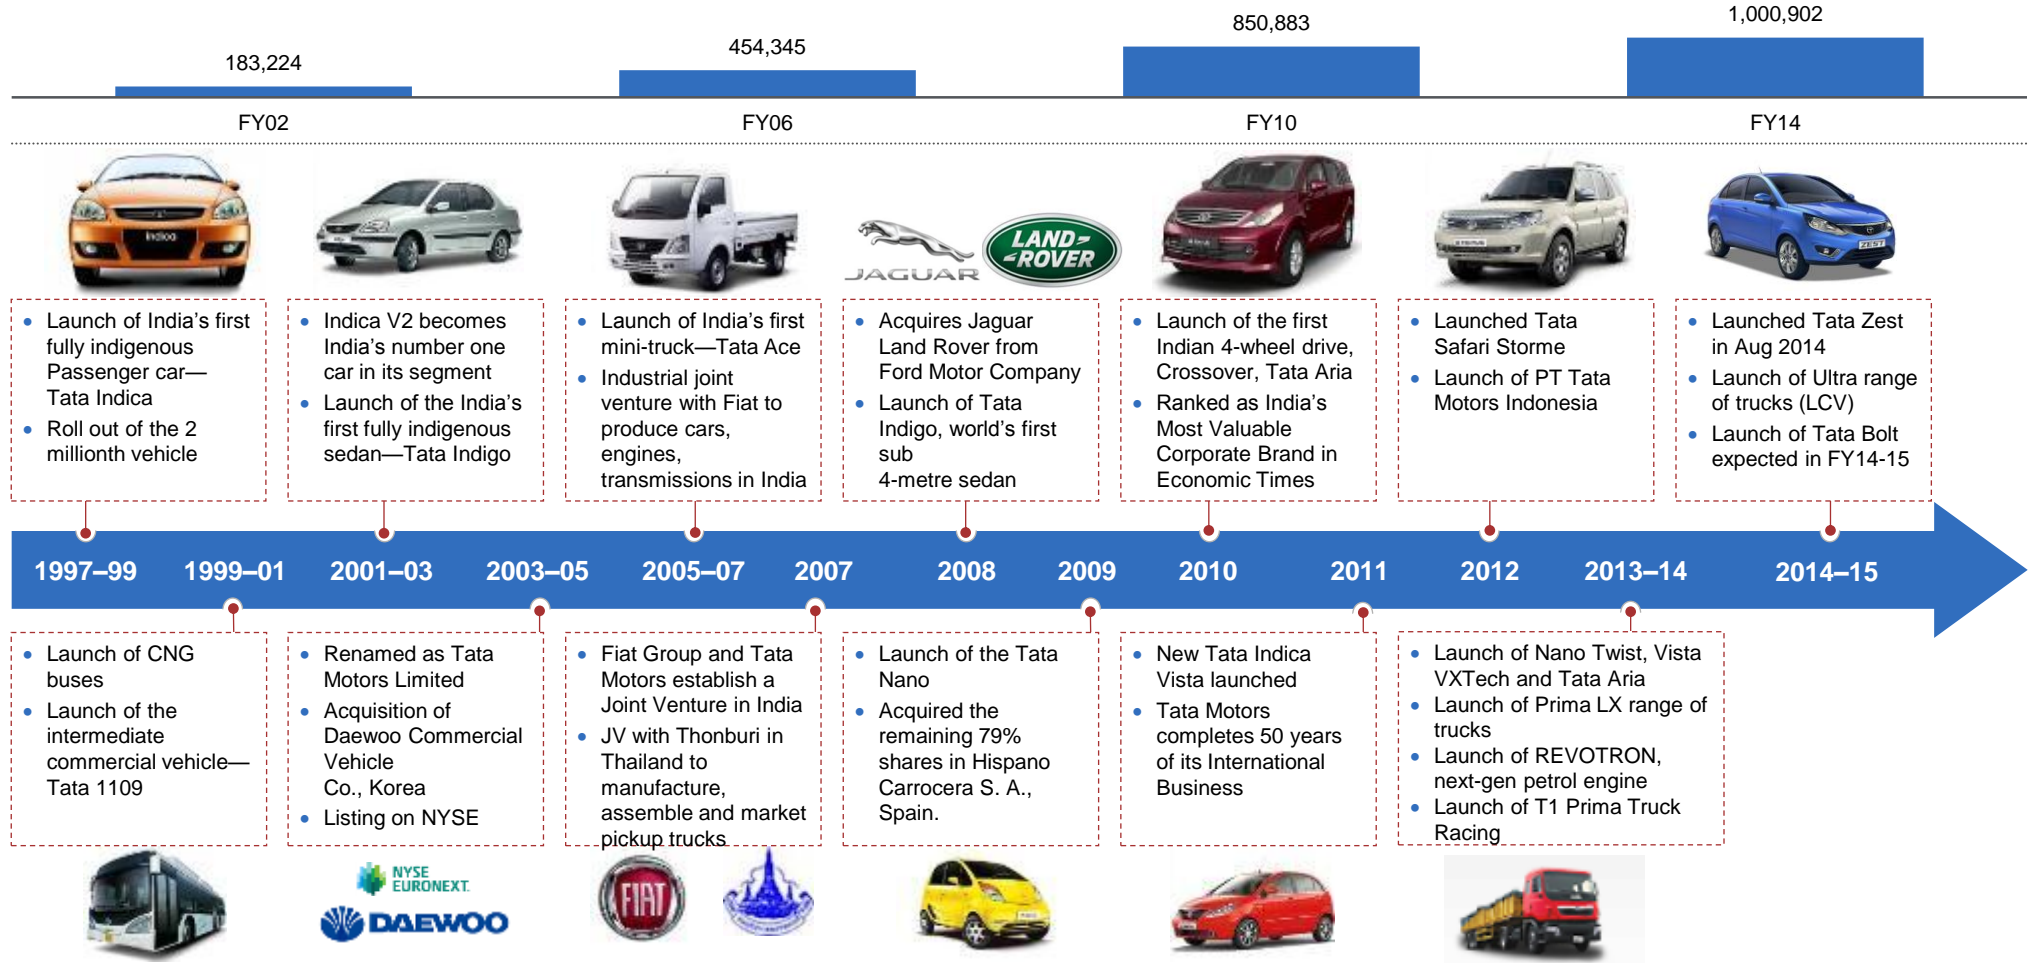 183,224
454,345
850,883
1,000,902
FY02
FY06
FY10
FY14
indica
JAGUAR
LAND-
-ROVER
ZEST
• Launch of India’s first
fully indigenous
Passenger car—
Tata Indica
• Roll out of the 2
millionth vehicle
• Indica V2 becomes
India’s number one
car in its segment
• Launch of the India’s
first fully indigenous
sedan—Tata Indigo
• Launch of India’s first
mini-truck—Tata Ace
• Industrial joint
venture with Fiat to
produce cars,
engines,
transmissions in India
• Acquires Jaguar
Land Rover from
Ford Motor Company
• Launch of Tata
Indigo, world’s first
sub
4-metre sedan
• Launch of the first
Indian 4-wheel drive,
Crossover, Tata Aria
• Ranked as India’s
Most Valuable
Corporate Brand in
Economic Times
• Launched Tata
Safari Storme
• Launch of PT Tata
Motors Indonesia
• Launched Tata Zest
in Aug 2014
• Launch of Ultra range
of trucks (LCV)
• Launch of Tata Bolt
expected in FY14-15
1997–99
1999–01
2001–03
2003–05
2005–07
2007
2008
2009
2010
2011
2012
2013–14
2014–15
• Launch of CNG
buses
• Launch of the
intermediate
commercial vehicle—
Tata 1109
• Renamed as Tata
Motors Limited
• Acquisition of
Daewoo Commercial
Vehicle
Co., Korea
• Listing on NYSE
• Fiat Group and Tata
Motors establish a
Joint Venture in India
• JV with Thonburi in
Thailand to
manufacture,
assemble and market
pickup trucks
• Launch of the Tata
Nano
• Acquired the
remaining 79%
shares in Hispano
Carrocera S. A.,
Spain.
• New Tata Indica
Vista launched
• Tata Motors
completes 50 years
of its International
Business
• Launch of Nano Twist, Vista
VXTech and Tata Aria
• Launch of Prima LX range of
trucks
• Launch of REVOTRON,
next-gen petrol engine
• Launch of T1 Prima Truck
Racing
NYSE
EURONEXT.
DAEWOO
FIAT